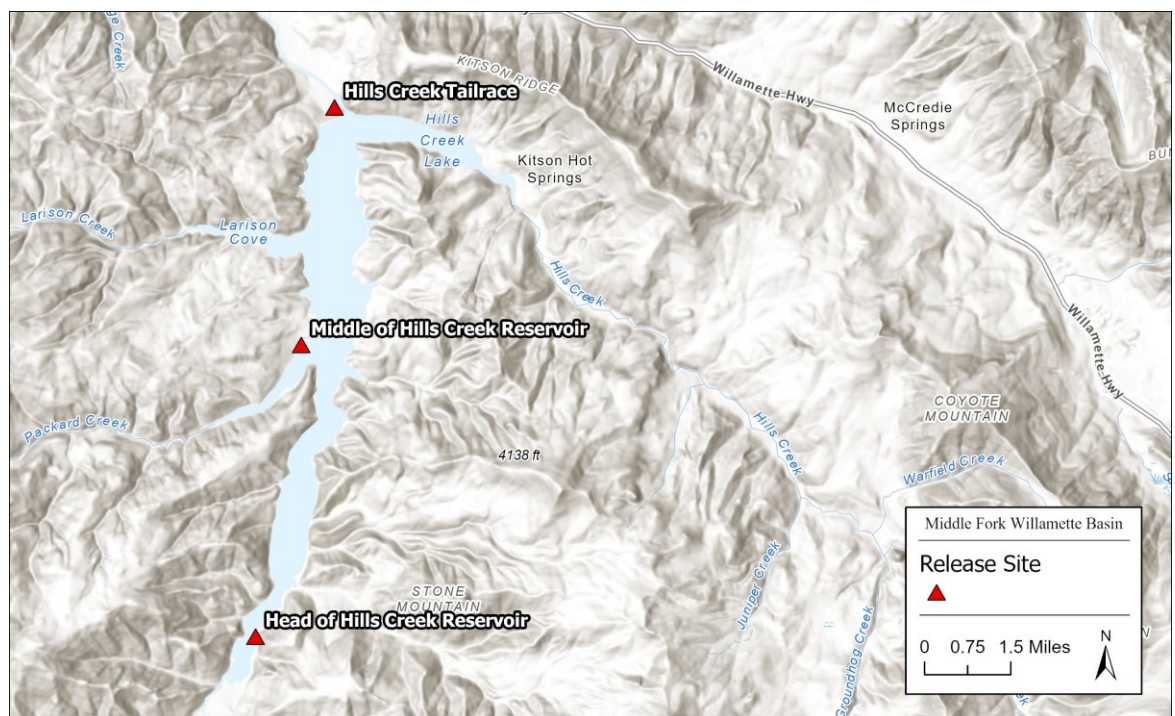 ge Creek
KITSON RIDGE
Willamette Hwy
Hills Creek Tailrace
McCredie
Springs
Hills
Creek
Lake
Kitson Hot
Springs
BU
Larison Creek
Larison
Cove
Hills Creek
Middle of Hills Creek Reservoir
Willamette Hwy
Packard Creek
COYOTE
MOUNTAIN
Hills Creek
4138 ft
Warfield Creek
Juniper Creek
Groundhog Creek
STONE
MOUNTAIN
Head of Hills Creek Reservoir
Middle Fork Willamette Basin
Release Site
0 0.75 1.5 Miles
N